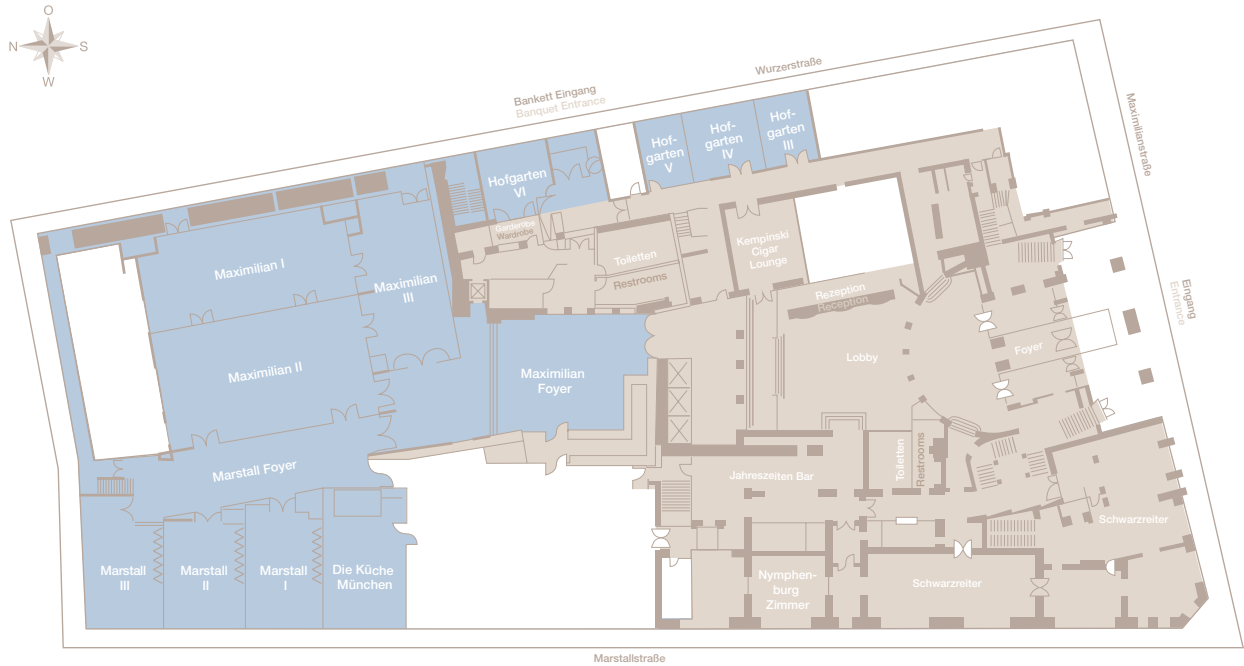 O
N
S
W
Wurzerstraße
Bankett Eingang
Banquet Entrance
Maximilianstraße
Hof-
garten
III
Hof-
garten
IV
Hof-
garten
V
Hofgarten
VI
Garderobe
Wardrobe
Toiletten
Restrooms
Kempinski
Cigar
Lounge
Maximilian I
Maximilian
III
Rezeption
Reception
Eingang
Entrance
Foyer
Lobby
Maximilian II
Maximilian
Foyer
Marstall Foyer
Jahreszeiten Bar
Toiletten
Restrooms
Schwarzreiter
Marstall
III
Marstall
II
Marstall
I
Die Küche
München
Nymphen-
burg
Zimmer
Schwarzreiter
Marstallstraße